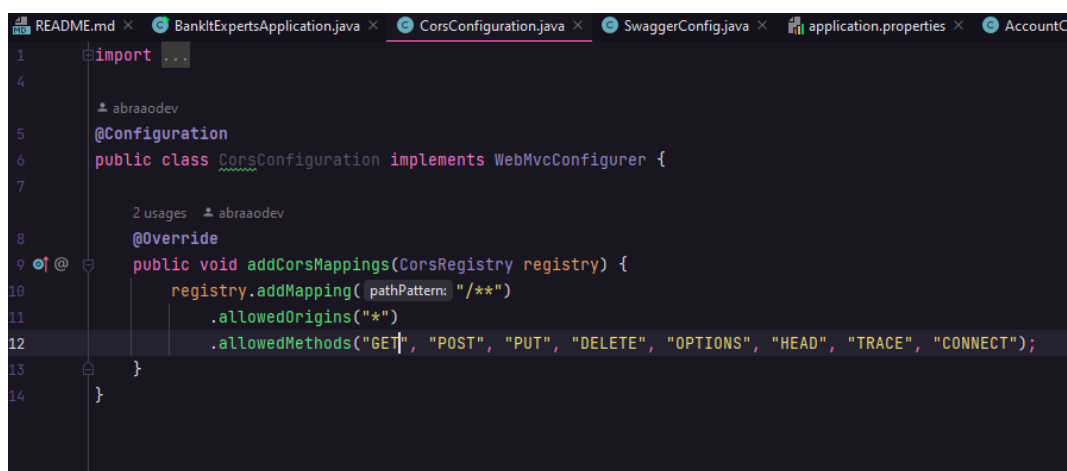 README.md BankItExpertsApplication.java CorsConfiguration.java SwaggerConfig.java application.properties AccountC
1 import ...
4
abraaodev
5 @Configuration
6 public class CorsConfiguration implements WebMvcConfigurer {
7
2 usages abraaodev
8 @Override
9 @ public void addCorsMappings(CorsRegistry registry) {
10 registry.addMapping( pathPattern: "/**")
11 .allowedOrigins("*")
12 .allowedMethods("GET", "POST", "PUT", "DELETE", "OPTIONS", "HEAD", "TRACE", "CONNECT");
13 }
14 }